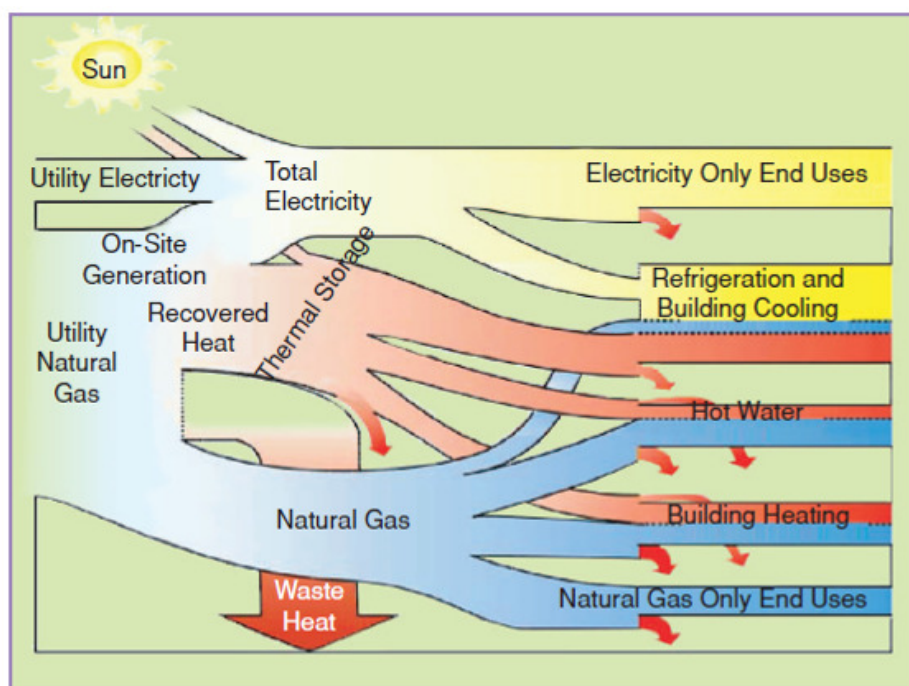 Sun
Utility Electricty
Total
Electricity
Electricity Only End Uses
On-Site
Generation
Thermal Storage
Refrigeration and
Building Cooling
Recovered
Heat
Utility
Natural
Gas
Hot Water
Natural Gas
Building Heating
Waste
Heat
Natural Gas Only End Uses